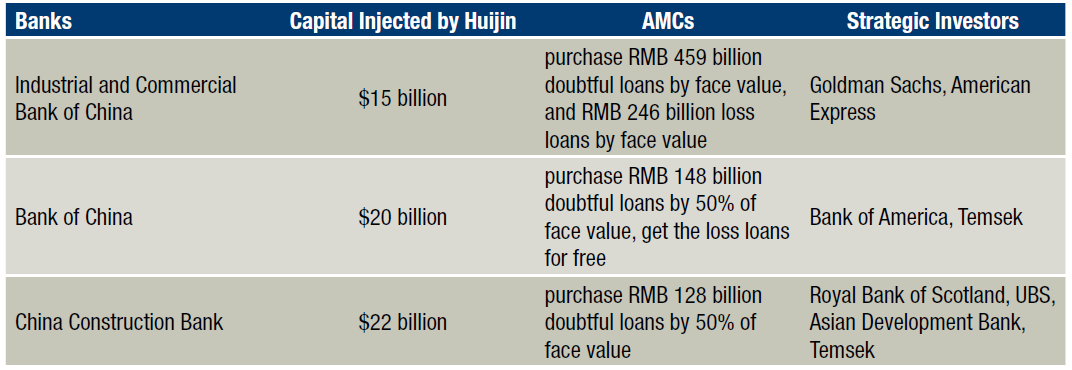 Banks Capital Injected by Huijin AMCs Strategic Investors
Industrial and Commercial
Bank of China
$15 billion
purchase RMB 459 billion
doubtful loans by face value,
and RMB 246 billion loss
loans by face value
Goldman Sachs, American
Express
Bank of China
$20 billion
purchase RMB 148 billion
doubtful loans by 50% of
face value, get the loss loans
for free
Bank of America, Temsek
China Construction Bank
$22 billion
purchase RMB 128 billion
doubtful loans by 50% of
face value
Royal Bank of Scotland, UBS,
Asian Development Bank,
Temsek